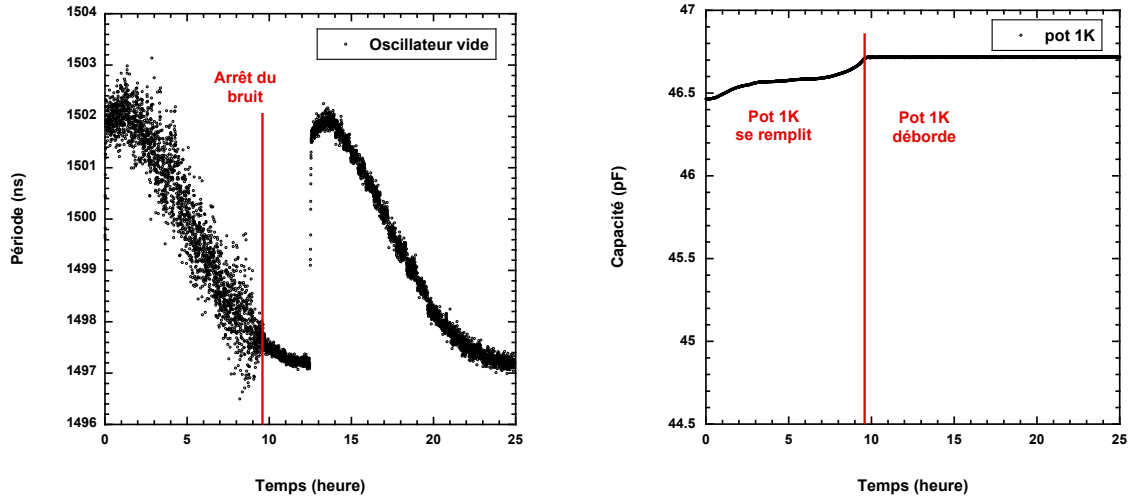 1504
1503
1502
1501
1500
1499
1498
1497
1496
0
5
10
15
20
25
Période (ns)
Temps (heure)
Oscillateur vide
Arrêt du
bruit
47
46.5
46
45.5
45
44.5
0
5
10
15
20
25
Capacité (pF)
Temps (heure)
pot 1K
Pot 1K
se remplit
Pot 1K
déborde